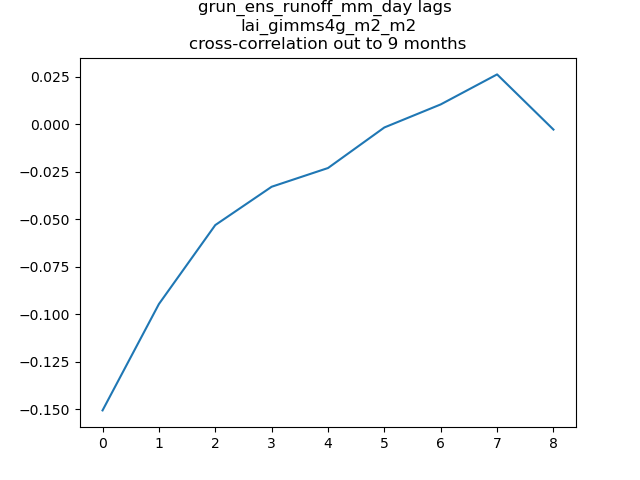 grun_ens_runoff_mm_day lags
lai_gimms4g_m2_m2
cross-correlation out to 9 months
0.025
0.000
−0.025
−0.050
−0.075
−0.100
−0.125
−0.150
0 1 2 3 4 5 6 7 8